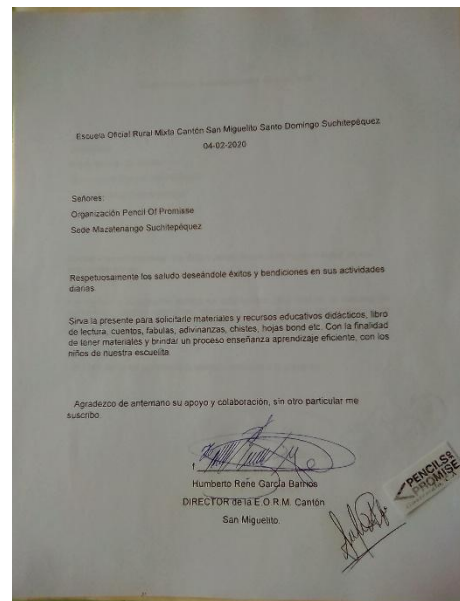 Escuela Oficial Rural Mixta Cantón San Miguelito Santo Domingo Suchitepéquez
04-02-2020
Señores:
Organización Pencil Of Promisse
Sede Mazatenango Suchitepéquez
Respetuosamente los saludo deseándole éxitos y bendiciones en sus actividades
diarias.
Sirva la presente para solicitarle materiales y recursos educativos didácticos, libro
de lectura, cuentos, fabulas, adivinanzas, chistes, hojas bond etc. Con la finalidad
de tener materiales y brindar un proceso enseñanza aprendizaje eficiente, con los
niños de nuestra escuelita.
Agradezco de antemano su apoyo y colaboración, sin otro particular me
suscribo.
f
Humberto René García Barrios
DIRECTOR de la E.O.R.M. Cantón
San Miguelito.
PENCILS OF
PROMISE